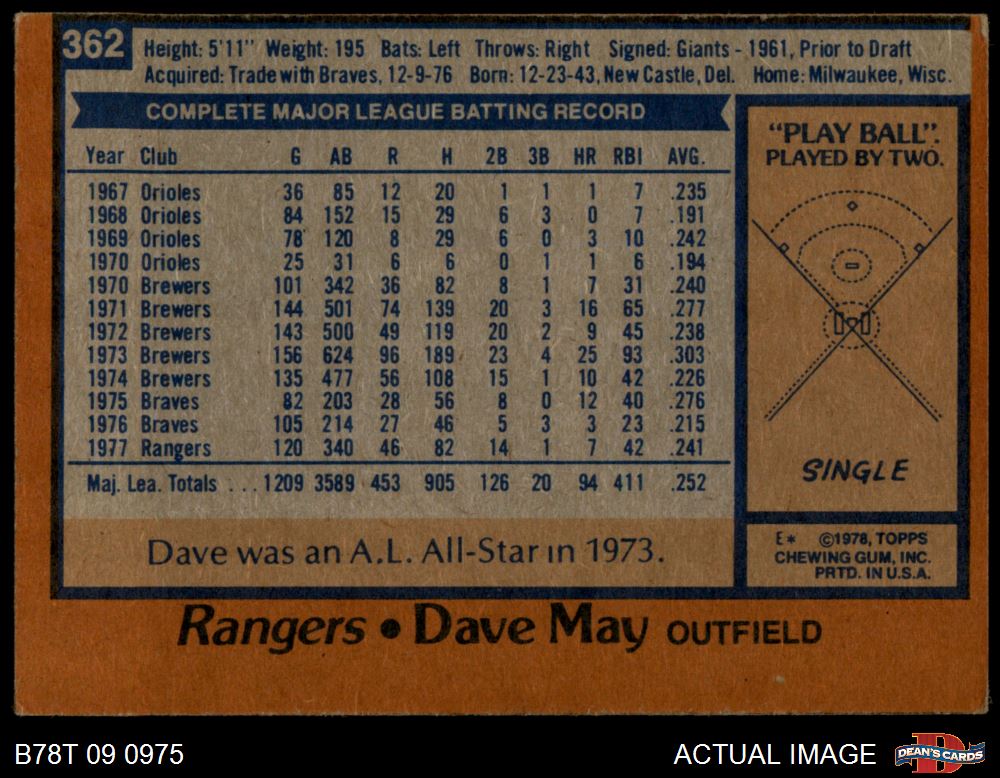 362
Height: 5'11" Weight: 195 Bats: Left Throws: Right Signed: Giants - 1961, Prior to Draft
Acquired: Trade with Braves, 12-9-76 Born: 12-23-43, New Castle, Del. Home: Milwaukee, Wisc.
COMPLETE MAJOR LEAGUE BATTING RECORD
Year Club G AB R H 2B 3B HR RBI AVG.
1967 Orioles 36 85 12 20 1 1 1 7 .235
1968 Orioles 84 152 15 29 6 3 0 7 .191
1969 Orioles 78 120 8 29 6 0 3 10 .242
1970 Orioles 25 31 6 6 0 1 1 6 .194
1970 Brewers 101 342 36 82 8 1 7 31 .240
1971 Brewers 144 501 74 139 20 3 16 65 .277
1972 Brewers 143 500 49 119 20 2 9 45 .238
1973 Brewers 156 624 96 189 23 4 25 93 .303
1974 Brewers 135 477 56 108 15 1 10 42 .226
1975 Braves 82 203 28 56 8 0 12 40 .276
1976 Braves 105 214 27 46 5 3 3 23 .215
1977 Rangers 120 340 46 82 14 1 7 42 .241
Maj. Lea. Totals ... 1209 3589 453 905 126 20 94 411 .252
Dave was an A.L. All-Star in 1973.
"PLAY BALL".
PLAYED BY TWO.
SINGLE
E* ©1978, TOPPS
CHEWING GUM, INC.
PRTD. IN U.S.A.
Rangers • Dave May OUTFIELD
B78T 09 0975
ACTUAL IMAGE
DEAN'S CARDS